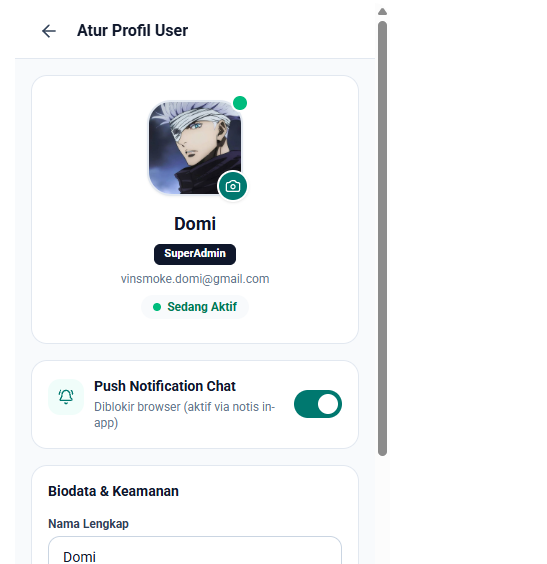 Atur Profil User
Domi
SuperAdmin
vinsmoke.domi@gmail.com
Sedang Aktif
Push Notification Chat
Diblokir browser (aktif via notis in-
app)
Biodata & Keamanan
Nama Lengkap
Domi